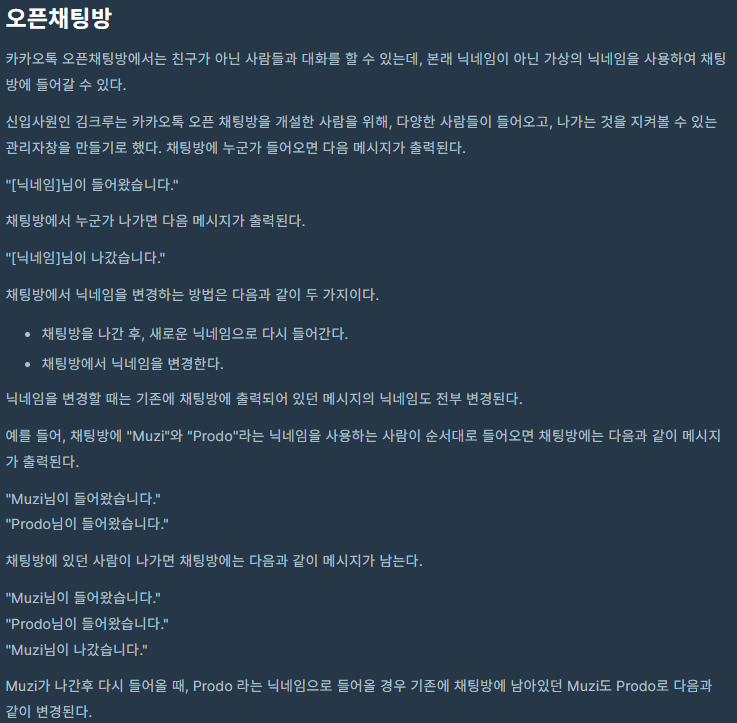 오픈채팅방
카카오톡 오픈채팅방에서는 친구가 아닌 사람들과 대화를 할 수 있는데, 본래 닉네임이 아닌 가상의 닉네임을 사용하여 채팅
방에 들어갈 수 있다.
신입사원인 김크루는 카카오톡 오픈 채팅방을 개설한 사람을 위해, 다양한 사람들이 들어오고, 나가는 것을 지켜볼 수 있는
관리자창을 만들기로 했다. 채팅방에 누군가 들어오면 다음 메시지가 출력된다.
"[닉네임]님이 들어왔습니다."
채팅방에서 누군가 나가면 다음 메시지가 출력된다.
"[닉네임]님이 나갔습니다."
채팅방에서 닉네임을 변경하는 방법은 다음과 같이 두 가지이다.
• 채팅방을 나간 후, 새로운 닉네임으로 다시 들어간다.
• 채팅방에서 닉네임을 변경한다.
닉네임을 변경할 때는 기존에 채팅방에 출력되어 있던 메시지의 닉네임도 전부 변경된다.
예를 들어, 채팅방에 "Muzi"와 "Prodo"라는 닉네임을 사용하는 사람이 순서대로 들어오면 채팅방에는 다음과 같이 메시지
가 출력된다.
"Muzi님이 들어왔습니다."
"Prodo님이 들어왔습니다."
채팅방에 있던 사람이 나가면 채팅방에는 다음과 같이 메시지가 남는다.
"Muzi님이 들어왔습니다."
"Prodo님이 들어왔습니다."
"Muzi님이 나갔습니다."
Muzi가 나간후 다시 들어올 때, Prodo 라는 닉네임으로 들어올 경우 기존에 채팅방에 남아있던 Muzi도 Prodo로 다음과
같이 변경된다.